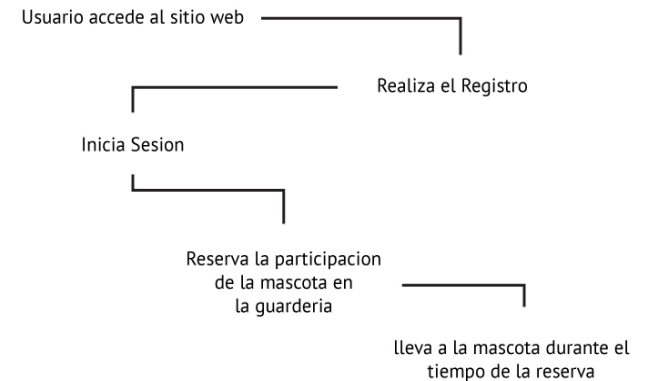 Usuario accede al sitio web
Realiza el Registro
Inicia Sesion
Reserva la participacion
de la mascota en
la guarderia
lleva a la mascota durante el
tiempo de la reserva